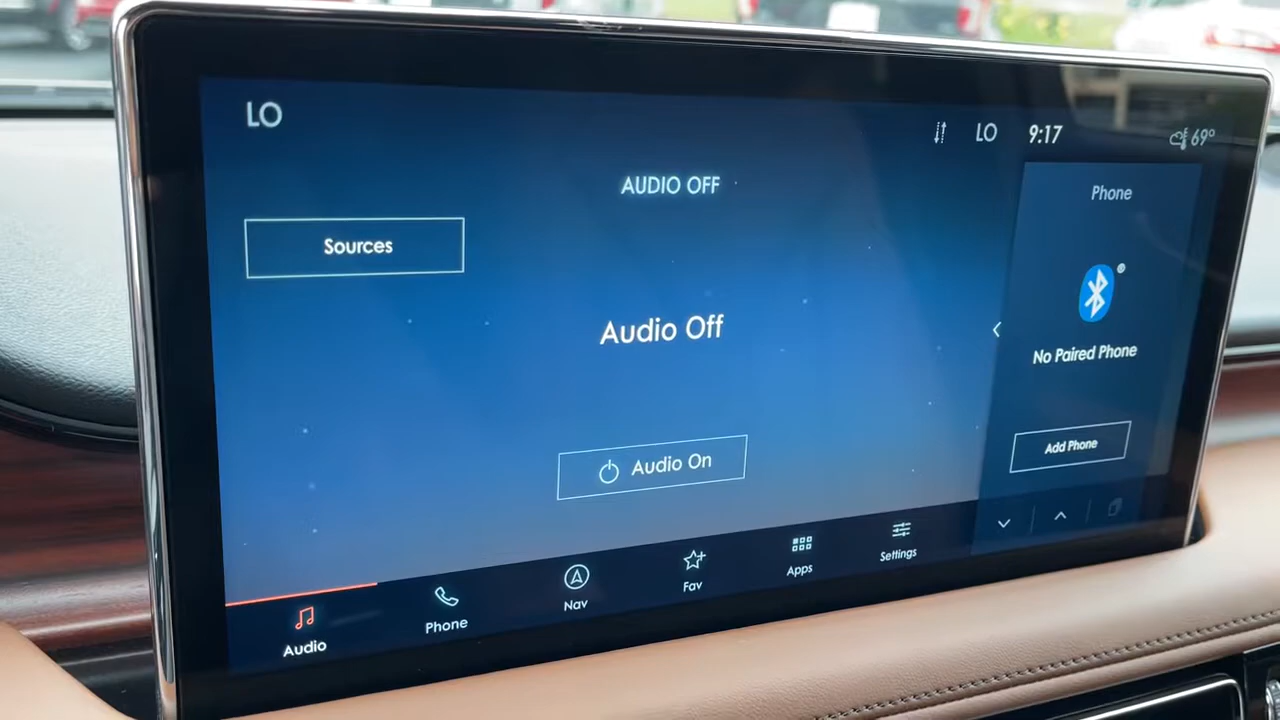 LO
LO
9:17
69°
AUDIO OFF
Phone
Sources
Audio Off
No Paired Phone
Add Phone
Audio On
Audio
Phone
Nav
Fav
Apps
Settings